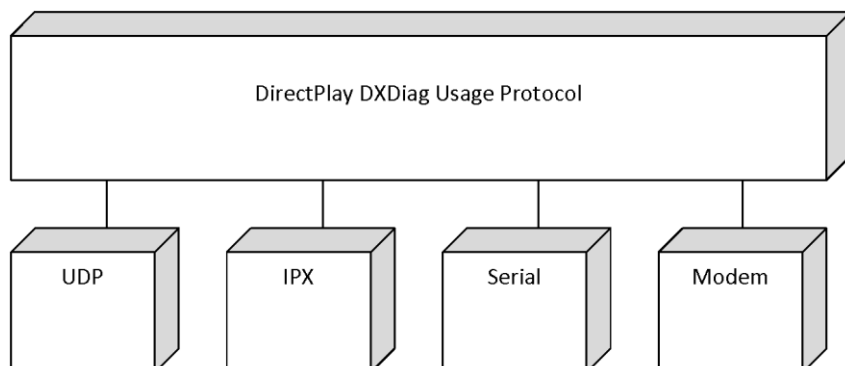 DirectPlay DXDiag Usage Protocol
UDP
IPX
Serial
Modem